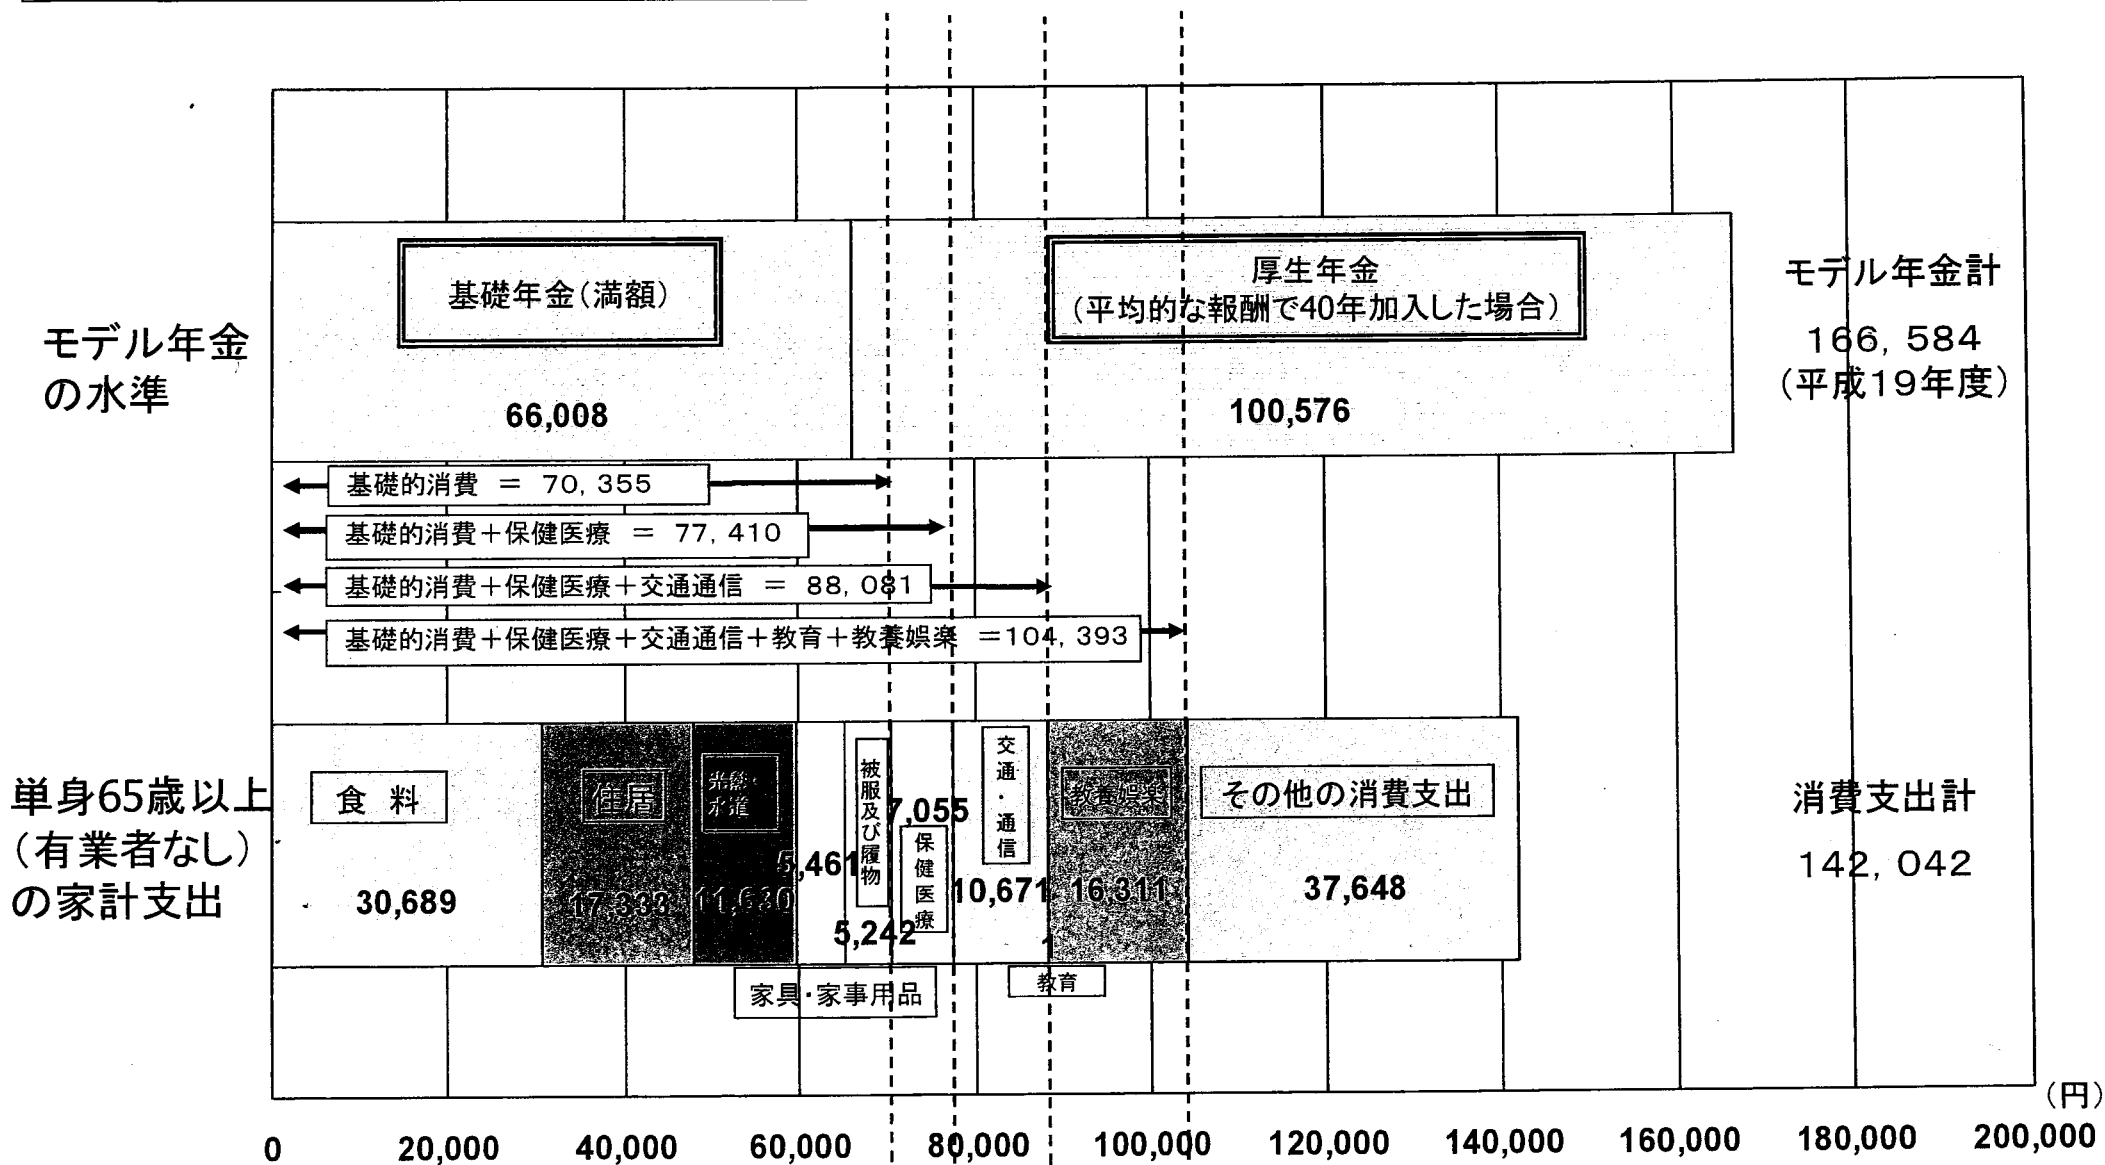 基礎年金(満額)
66,008
厚生年金
(平均的な報酬で40年加入した場合)
100,576
モデル年金計
166,584
(平成19年度)
モデル年金
の水準
基礎的消費 = 70,355
基礎的消費+保健医療 = 77,410
基礎的消費+保健医療+交通通信 = 88,081
基礎的消費+保健医療+交通通信+教育+教養娯楽 =104,393
単身65歳以上
(有業者なし)
の家計支出
食 料
30,689
住居
17,333
光熱・
水道
11,630
5,461
被服及び履物
5,242
7,055
保健医療
交通・通信
10,671
教養娯楽
16,311
その他の消費支出
37,648
消費支出計
142,042
家具・家事用品
教育
(円)
0 20,000 40,000 60,000 80,000 100,000 120,000 140,000 160,000 180,000 200,000